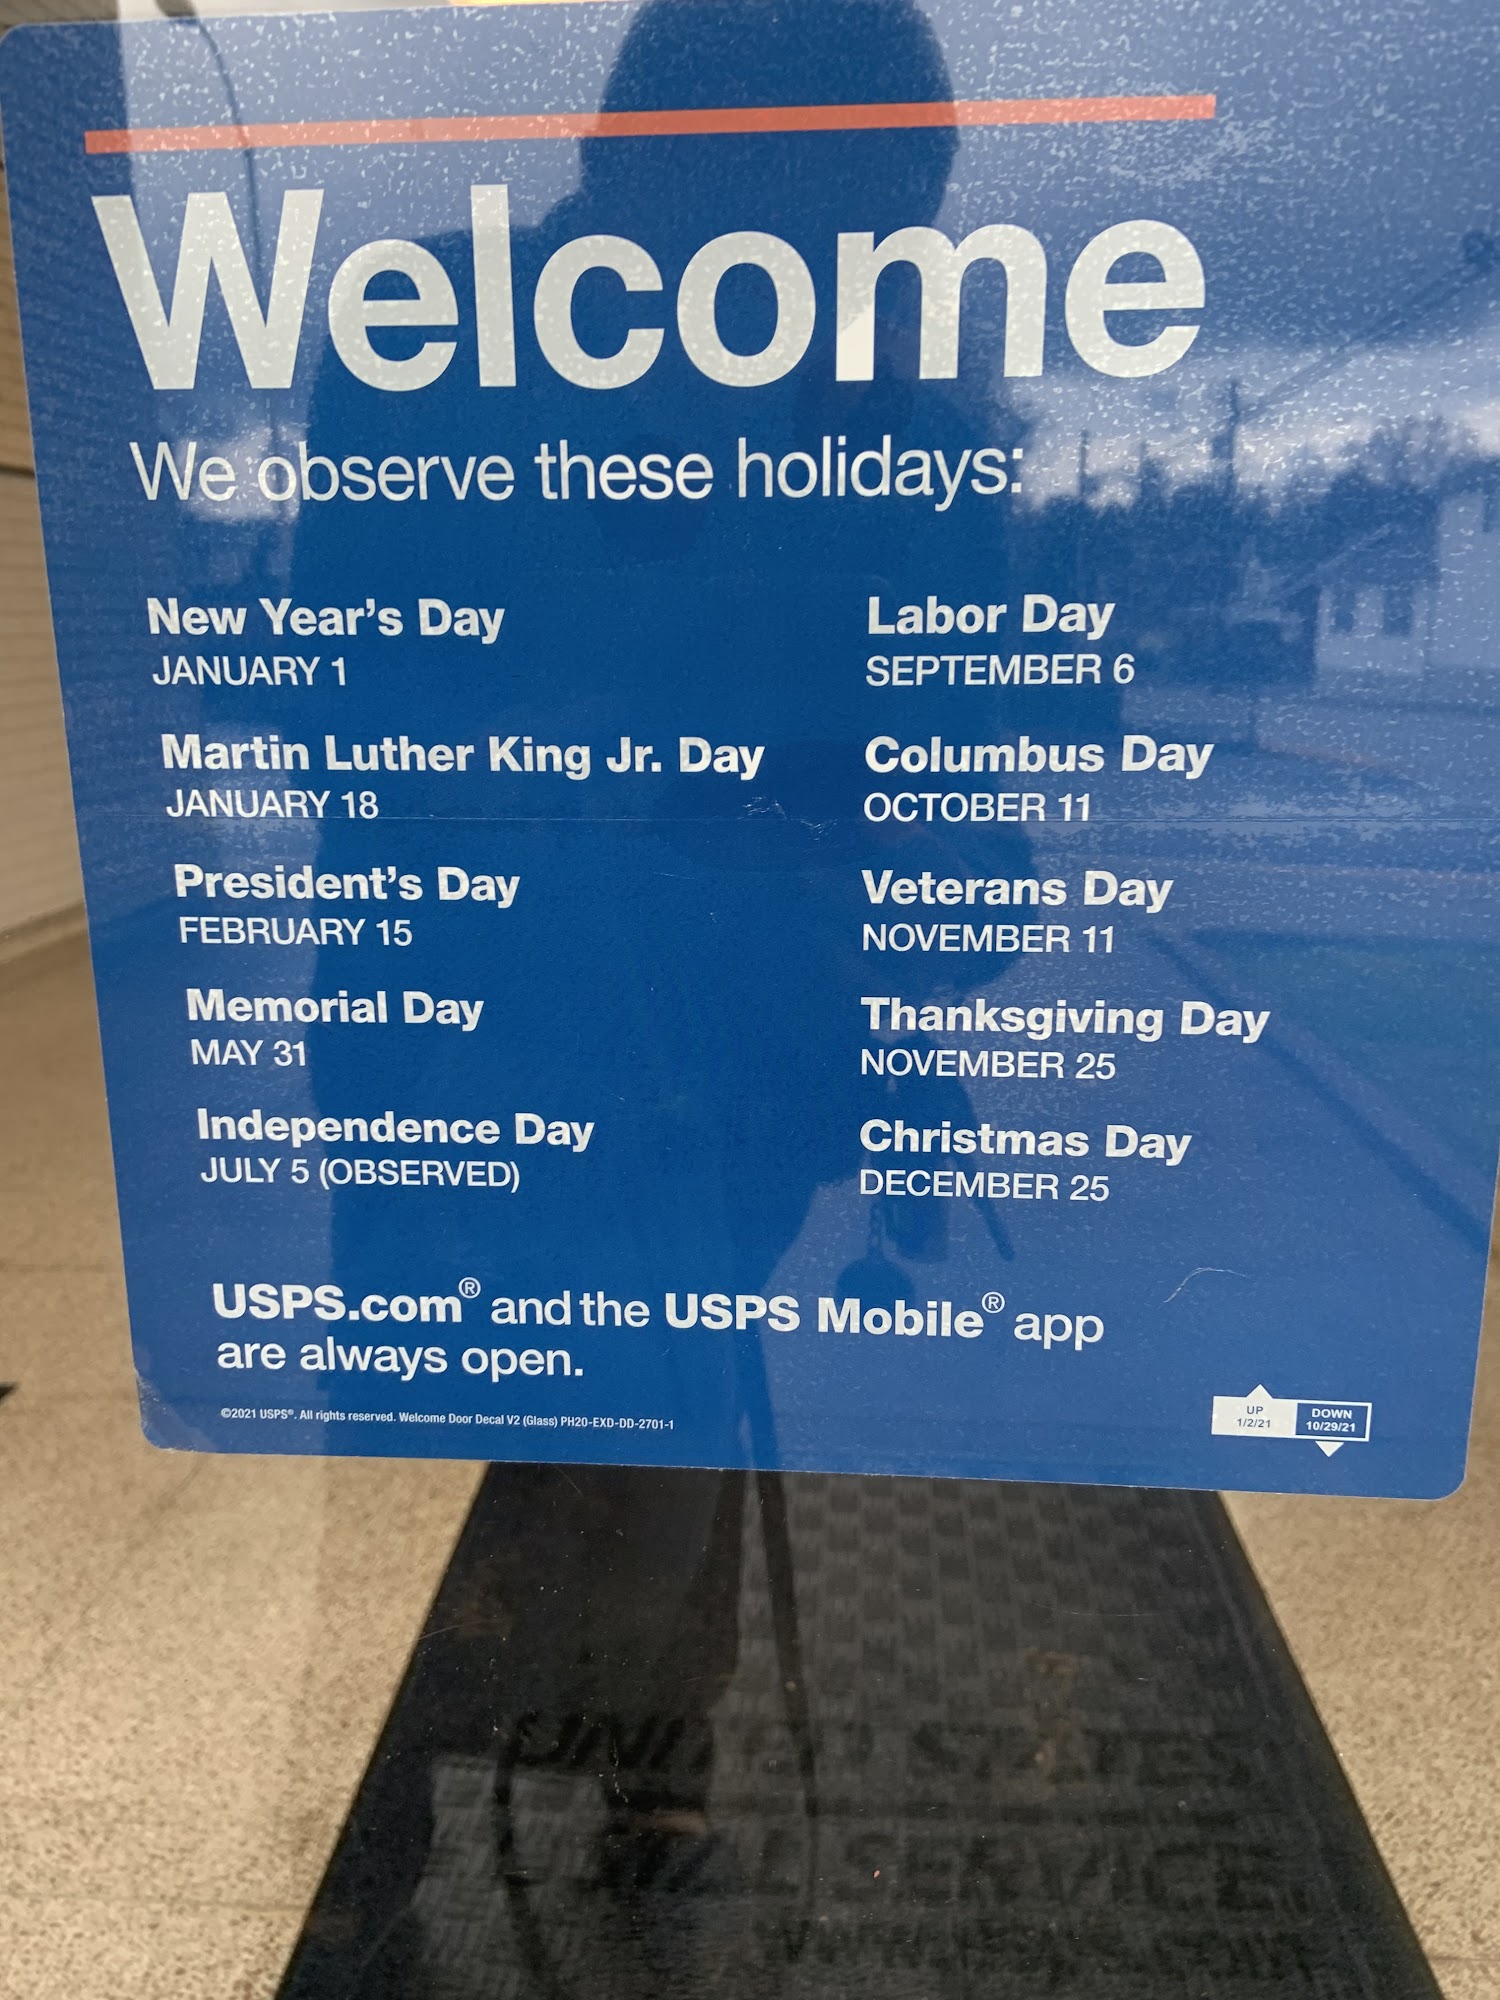 Welcome
We observe these holidays:
New Year's Day
JANUARY 1
Martin Luther King Jr. Day
JANUARY 18
President's Day
FEBRUARY 15
Memorial Day
MAY 31
Independence Day
JULY 5 (OBSERVED)
Labor Day
SEPTEMBER 6
Columbus Day
OCTOBER 11
Veterans Day
NOVEMBER 11
Thanksgiving Day
NOVEMBER 25
Christmas Day
DECEMBER 25
USPS.com® and the USPS Mobile® app
are always open.
©2021 USPS®. All rights reserved. Welcome Door Decal V2 (Glass) PH20-EXD-DD-2701-1
UP
1/2/21
DOWN
10/29/21
UNITED STATES
SERVICE